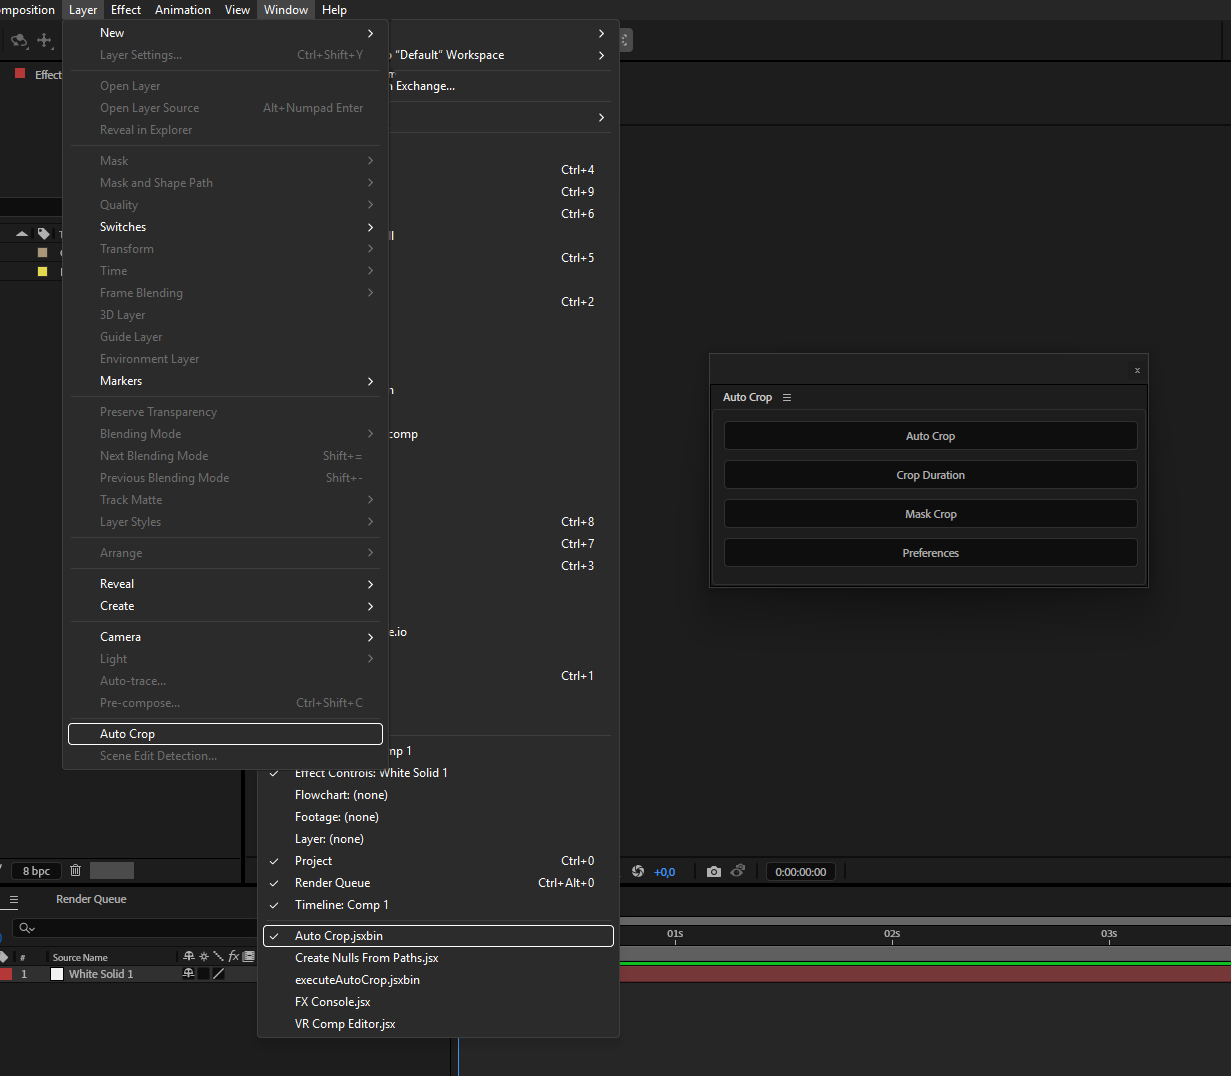 mposition Layer Effect Animation View Window Help
New
Layer Settings... Ctrl+Shift+Y
Open Layer
Open Layer Source Alt+Numpad Enter
Reveal in Explorer
Mask
Mask and Shape Path
Quality
Switches
Transform
Time
Frame Blending
3D Layer
Guide Layer
Environment Layer
Markers
Preserve Transparency
Blending Mode
Next Blending Mode Shift+=
Previous Blending Mode Shift+-
Track Matte
Layer Styles
Arrange
Reveal
Create
Camera
Light
Auto-trace...
Pre-compose... Ctrl+Shift+C
Auto Crop
Scene Edit Detection...
"Default" Workspace
Exchange...
Ctrl+4
Ctrl+9
Ctrl+6
Ctrl+5
Ctrl+2
comp
Ctrl+8
Ctrl+7
Ctrl+3
e.io
Ctrl+1
mp 1
Effect Controls: White Solid 1
Flowchart: (none)
Footage: (none)
Layer: (none)
Project Ctrl+0
Render Queue Ctrl+Alt+0
Timeline: Comp 1
Auto Crop.jsxbin
Create Nulls From Paths.jsx
executeAutoCrop.jsxbin
FX Console.jsx
VR Comp Editor.jsx
Effect
8 bpc
Render Queue
# Source Name fx
1 White Solid 1
x
Auto Crop
Auto Crop
Crop Duration
Mask Crop
Preferences
+0,0 0:00:00:00
01s 02s 03s